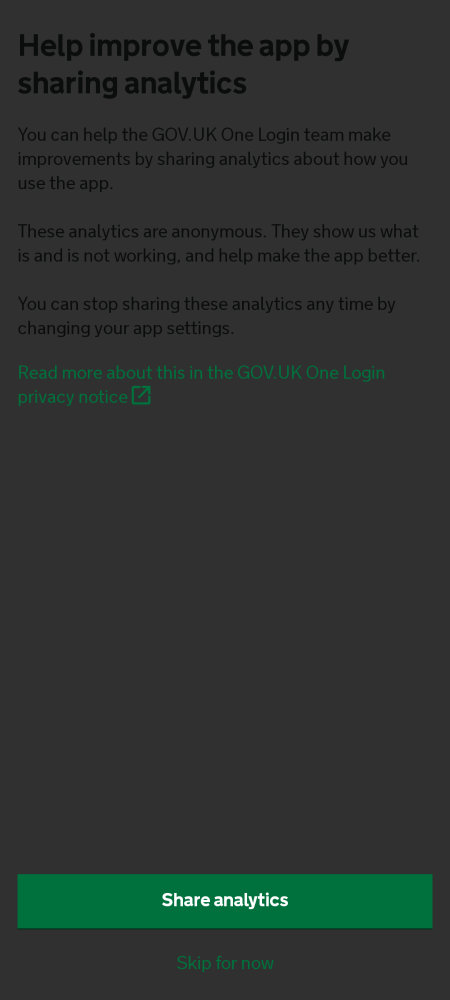 Help improve the app by
sharing analytics
You can help the GOV.UK One Login team make
improvements by sharing analytics about how you
use the app.
These analytics are anonymous. They show us what
is and is not working, and help make the app better.
You can stop sharing these analytics any time by
changing your app settings.
Read more about this in the GOV.UK One Login
privacy notice
Share analytics
Skip for now